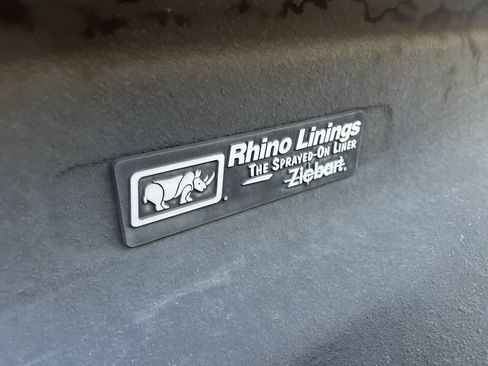 Rhino Linings
THE SPRAYED-ON LINER
Ziebart